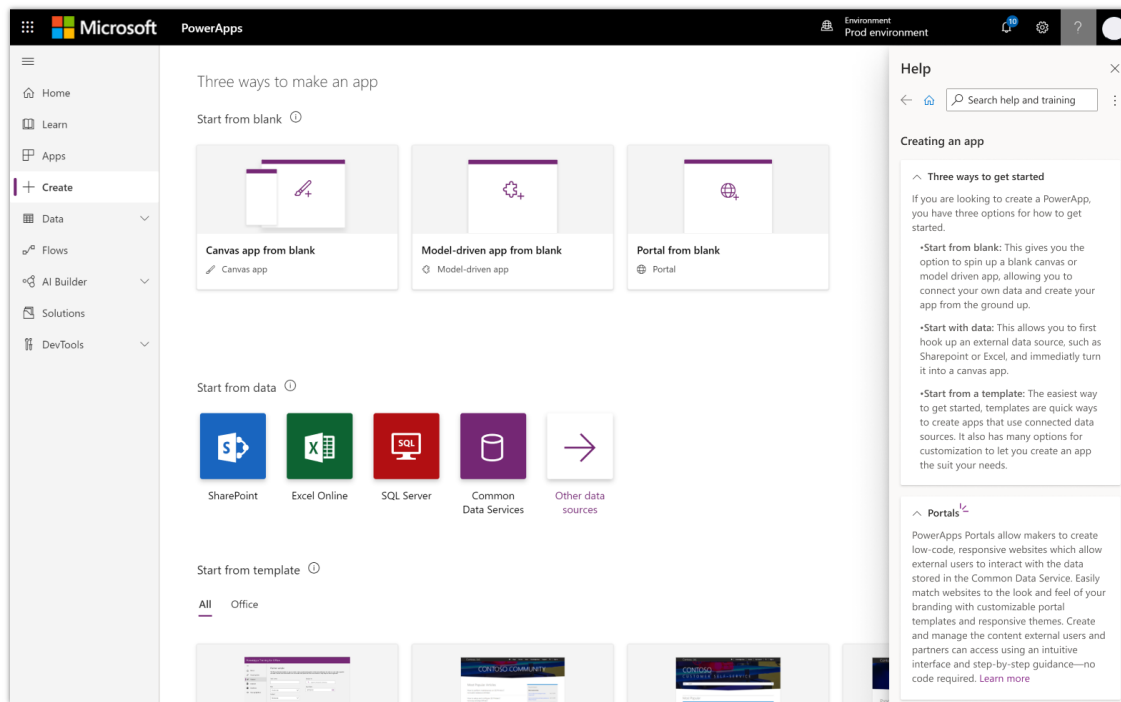 Microsoft PowerApps
Environment
Prod environment
10
?
Home
Learn
Apps
Create
Data
Flows
AI Builder
Solutions
DevTools
Three ways to make an app
Start from blank
Canvas app from blank
Canvas app
Model-driven app from blank
Model-driven app
Portal from blank
Portal
Start from data
S
X
SQL
SharePoint
Excel Online
SQL Server
Common
Data Services
Other data
sources
Start from template
All
Office
CONTOSO COMMUNITY
CONTOSO
CUSTOMER SELF-SERVICE
Help
Search help and training
Creating an app
Three ways to get started
If you are looking to create a PowerApp,
you have three options for how to get
started.
•Start from blank: This gives you the
option to spin up a blank canvas or
model driven app, allowing you to
connect your own data and create your
app from the ground up.
•Start with data: This allows you to first
hook up an external data source, such as
Sharepoint or Excel, and immediatly turn
it into a canvas app.
•Start from a template: The easiest way
to get started, templates are quick ways
to create apps that use connected data
sources. It also has many options for
customization to let you create an app
the suit your needs.
Portals
PowerApps Portals allow makers to create
low-code, responsive websites which allow
external users to interact with the data
stored in the Common Data Service. Easily
match websites to the look and feel of your
branding with customizable portal
templates and responsive themes. Create
and manage the content external users and
partners can access using an intuitive
interface and step-by-step guidance—no
code required. Learn more